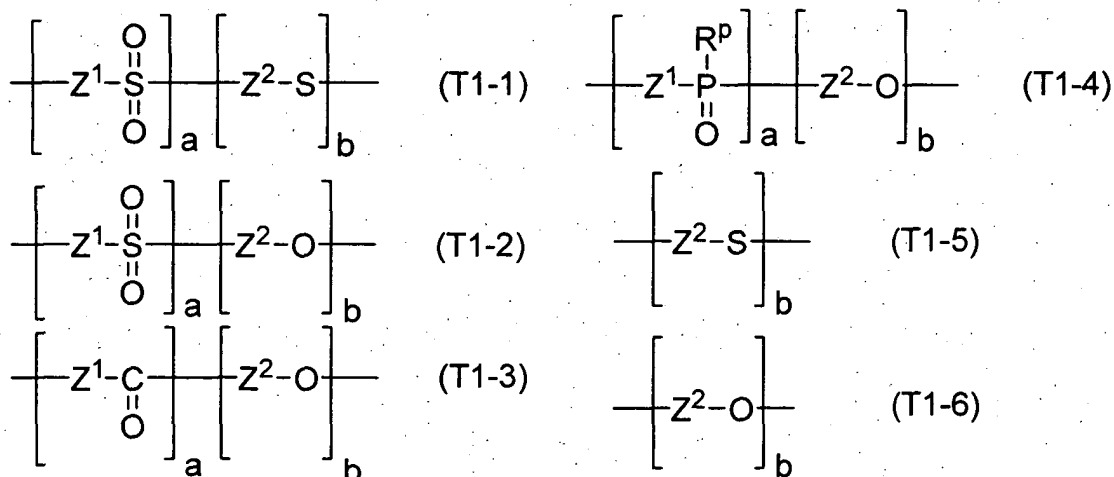 O
Z¹-S Z²-S (T1-1)
O
a b
O
Z¹-S Z²-O (T1-2)
O
a b
Z¹-C Z²-O (T1-3)
O
a b
Rᵖ
Z¹-P Z²-O (T1-4)
O
a b
Z²-S (T1-5)
b
Z²-O (T1-6)
b